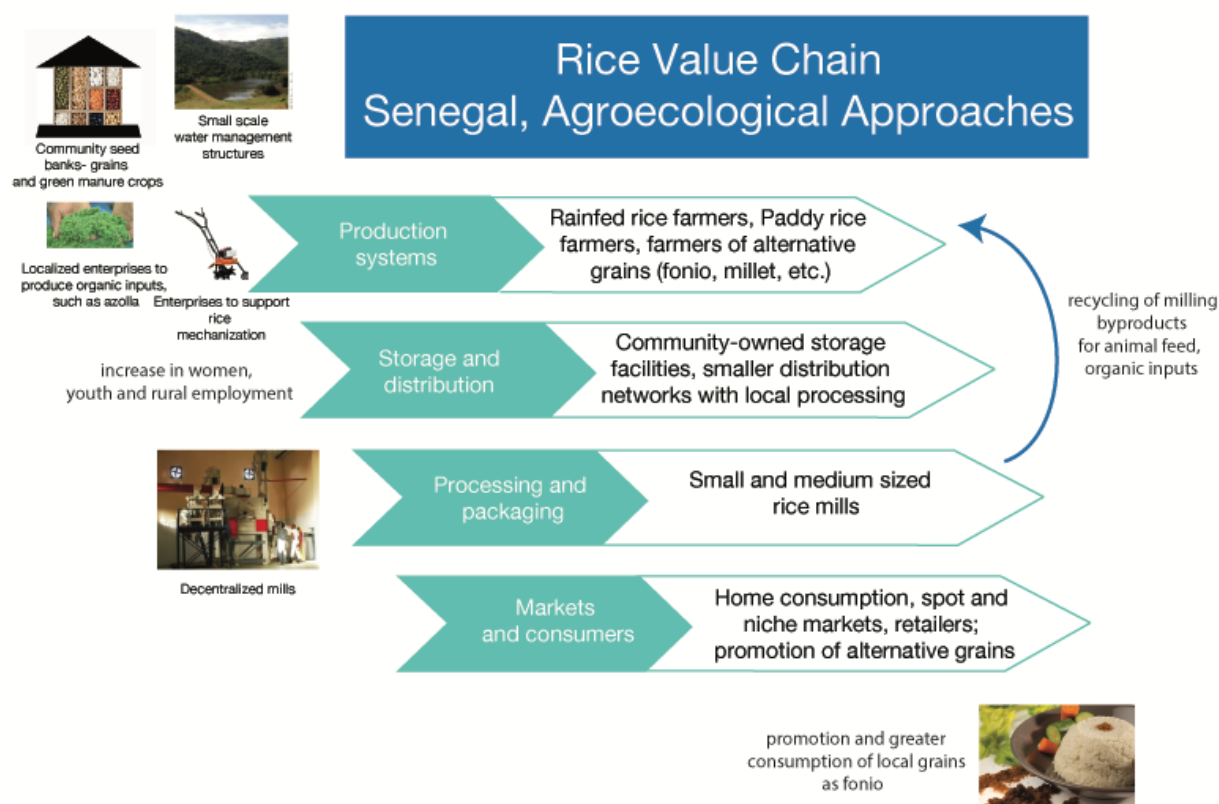 Rice Value Chain
Senegal, Agroecological Approaches
Community seed
banks- grains
and green manure crops
Small scale
water management
structures
Localized enterprises to
produce organic inputs,
such as azolla
Enterprises to support
rice
mechanization
Production
systems
Rainfed rice farmers, Paddy rice
farmers, farmers of alternative
grains (fonio, millet, etc.)
recycling of milling
byproducts
for animal feed,
organic inputs
increase in women,
youth and rural employment
Storage and
distribution
Community-owned storage
facilities, smaller distribution
networks with local processing
Decentralized mills
Processing and
packaging
Small and medium sized
rice mills
Markets
and consumers
Home consumption, spot and
niche markets, retailers;
promotion of alternative grains
promotion and greater
consumption of local grains
as fonio